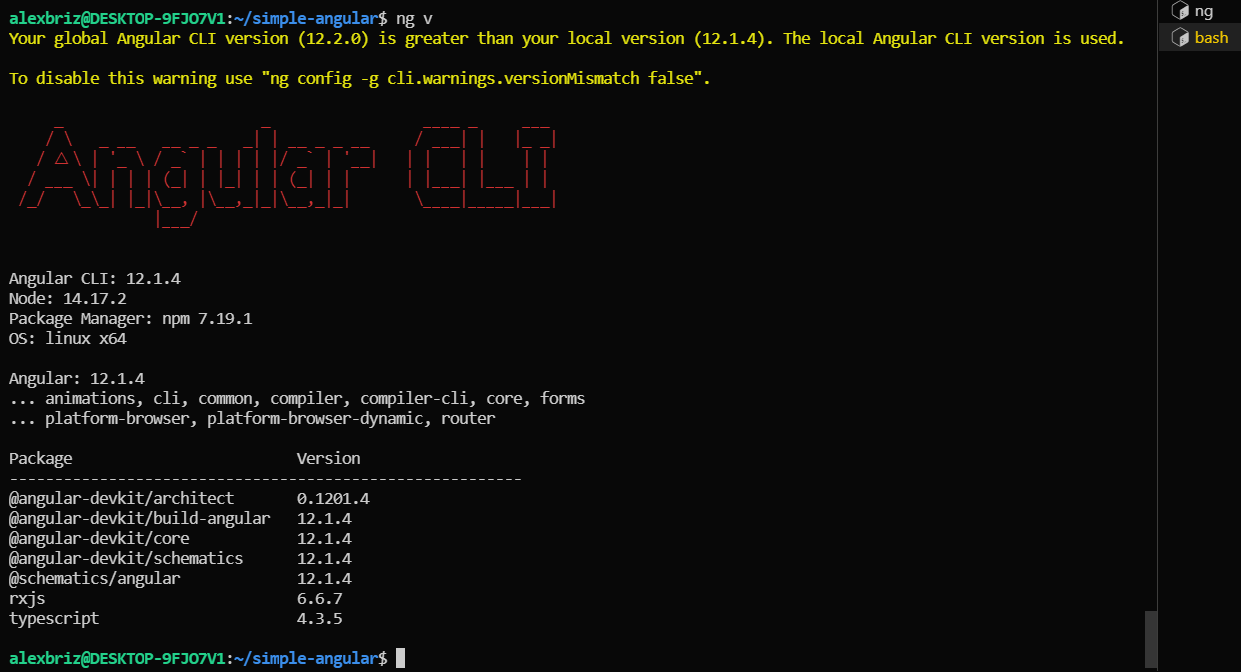 alexbriz@DESKTOP-9FJO7V1:~/simple-angular$ ng v
Your global Angular CLI version (12.2.0) is greater than your local version (12.1.4). The local Angular CLI version is used.
To disable this warning use "ng config -g cli.warnings.versionMismatch false".
Angular CLI
Angular CLI: 12.1.4
Node: 14.17.2
Package Manager: npm 7.19.1
OS: linux x64
Angular: 12.1.4
... animations, cli, common, compiler, compiler-cli, core, forms
... platform-browser, platform-browser-dynamic, router
Package Version
---------------------------------------------------------
@angular-devkit/architect 0.1201.4
@angular-devkit/build-angular 12.1.4
@angular-devkit/core 12.1.4
@angular-devkit/schematics 12.1.4
@schematics/angular 12.1.4
rxjs 6.6.7
typescript 4.3.5
alexbriz@DESKTOP-9FJO7V1:~/simple-angular$
ng
bash